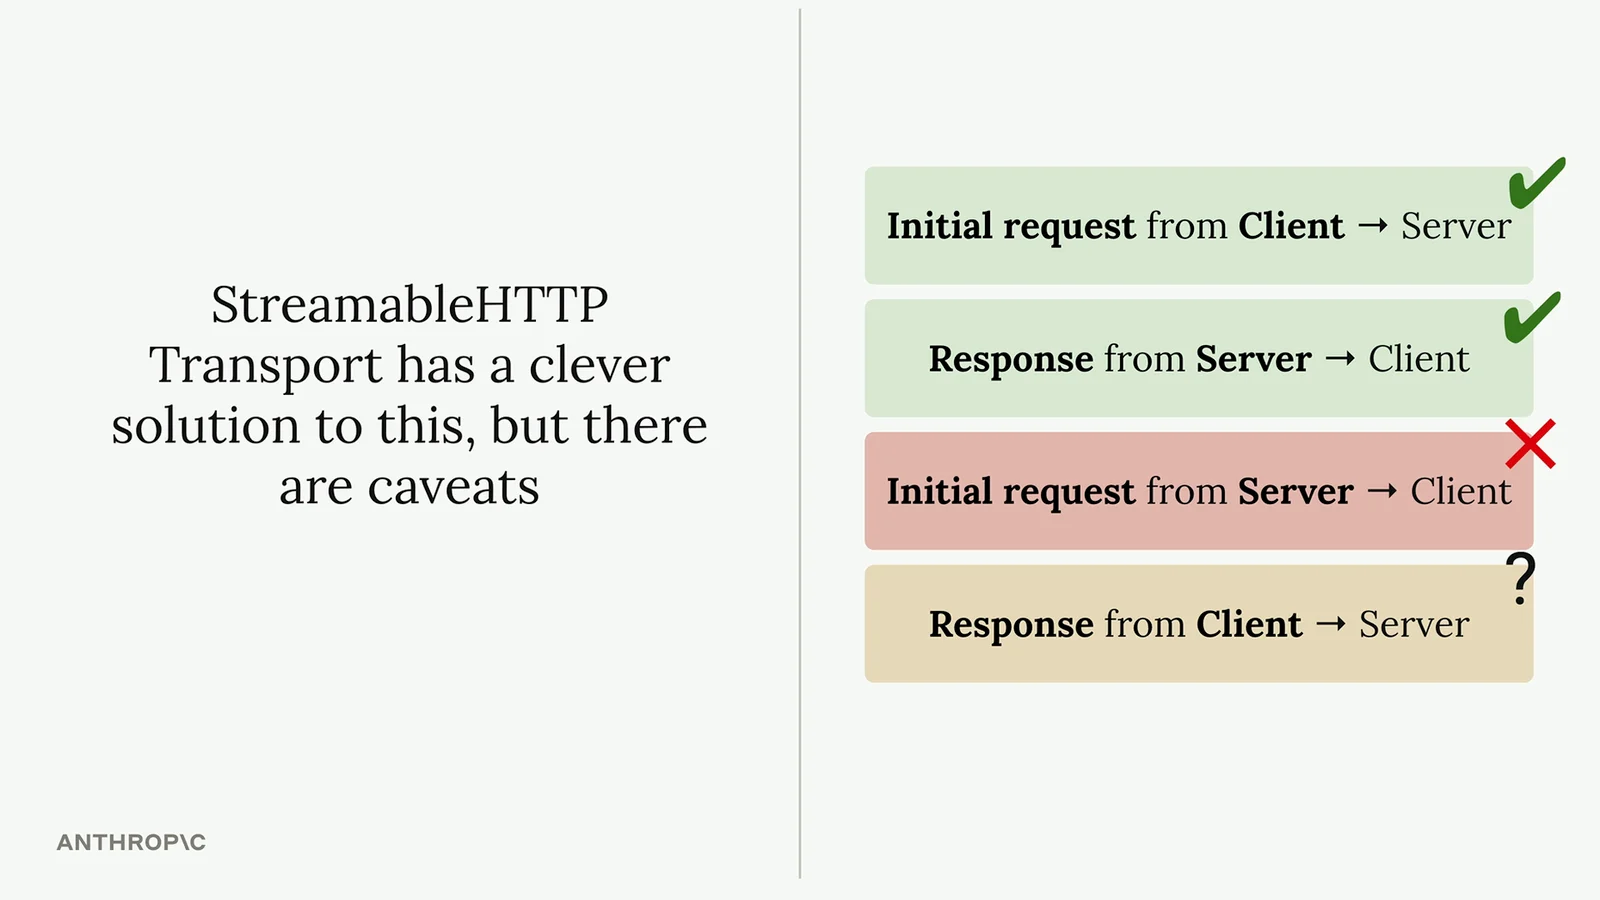 StreamableHTTP
Transport has a clever
solution to this, but there
are caveats
Initial request from Client → Server
Response from Server → Client
Initial request from Server → Client
?
Response from Client → Server
ANTHROP\C